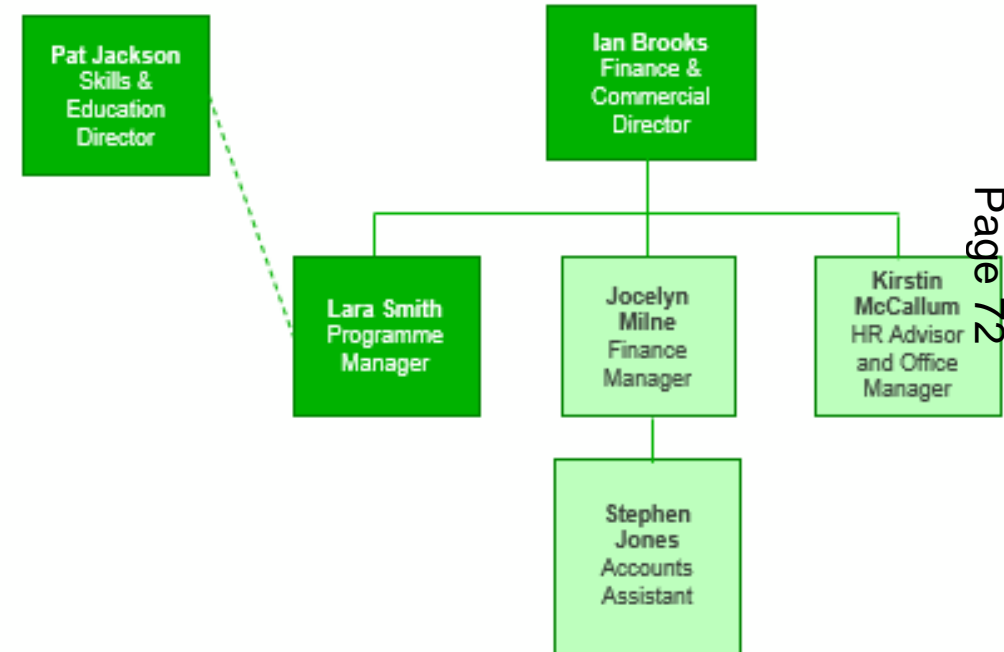 Pat Jackson
Skills &
Education
Director
Ian Brooks
Finance &
Commercial
Director
Lara Smith
Programme
Manager
Jocelyn
Milne
Finance
Manager
Kirstin
McCallum
HR Advisor
and Office
Manager
Stephen
Jones
Accounts
Assistant
Page 72